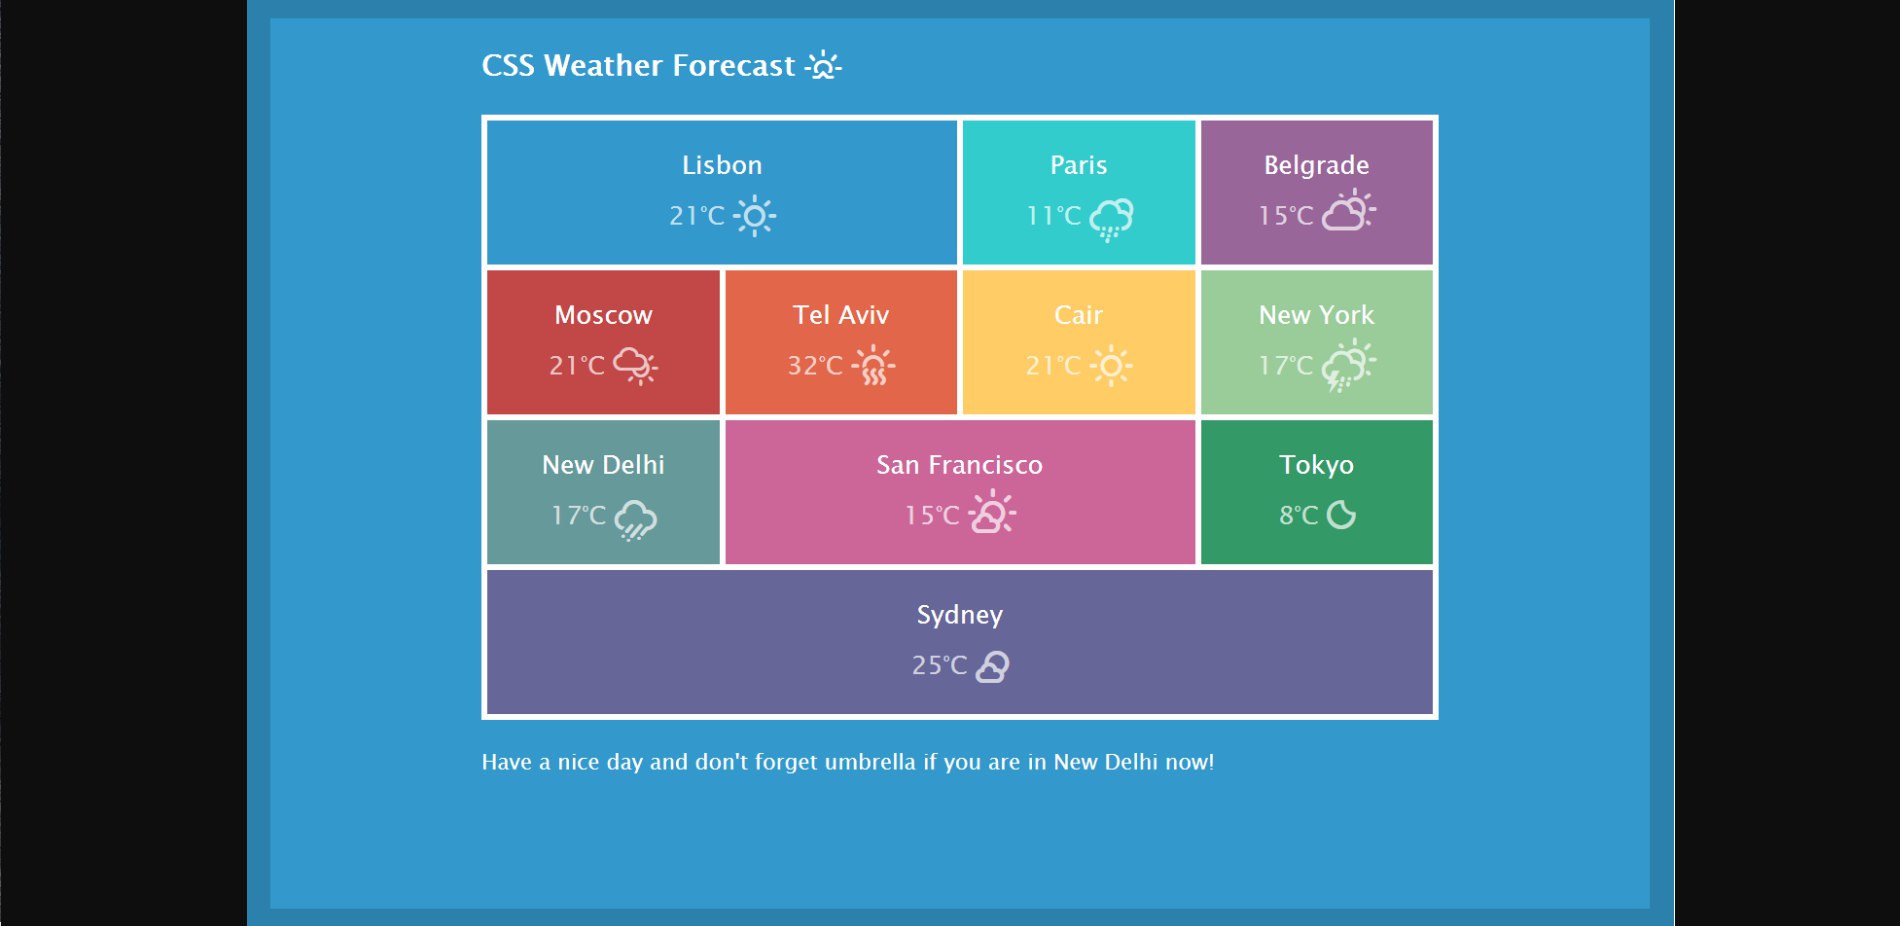 CSS Weather Forecast
Lisbon
21°C
Paris
11°C
Belgrade
15°C
Moscow
21°C
Tel Aviv
32°C
Cair
21°C
New York
17°C
New Delhi
17°C
San Francisco
15°C
Tokyo
8°C
Sydney
25°C
Have a nice day and don't forget umbrella if you are in New Delhi now!